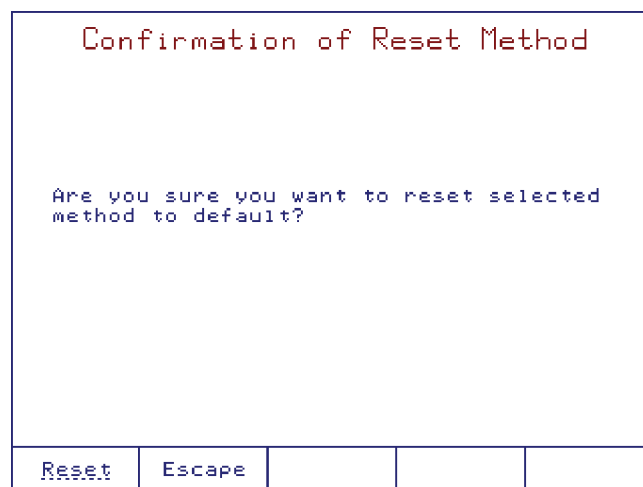 Confirmation of Reset Method
Are you sure you want to reset selected
method to default?
Reset Escape